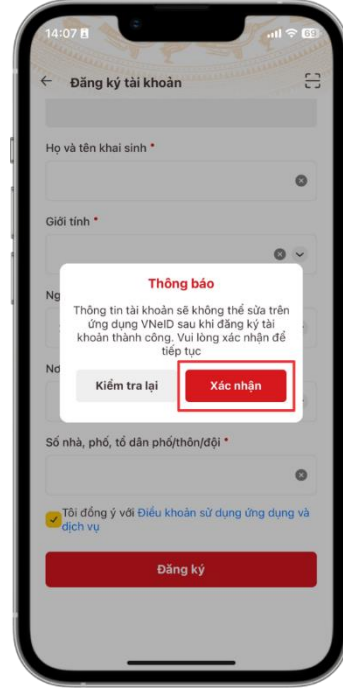 14:07
69
Đăng ký tài khoản
Họ và tên khai sinh *
Giới tính *
Ng
Thông báo
Thông tin tài khoản sẽ không thể sửa trên
ứng dụng VNeID sau khi đăng ký tài
khoản thành công. Vui lòng xác nhận để
tiếp tục
Nơ
Kiểm tra lại
Xác nhận
Số nhà, phố, tổ dân phố/thôn/đội *
Tôi đồng ý với Điều khoản sử dụng ứng dụng và
dịch vụ
Đăng ký